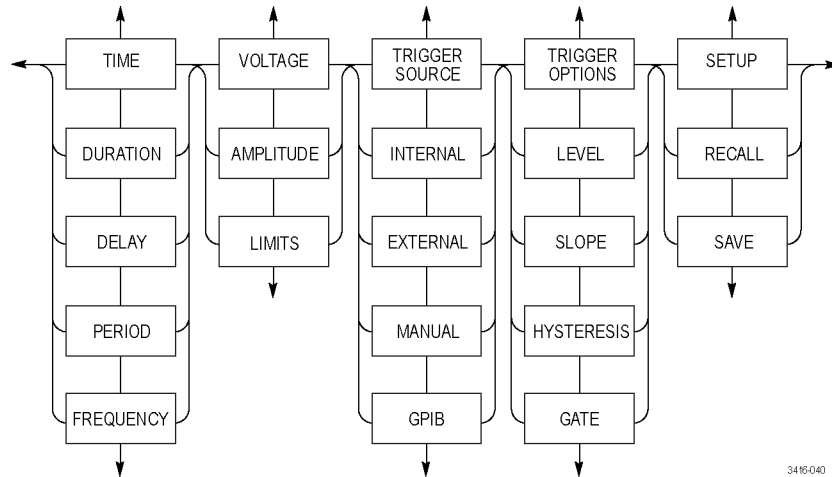 TIME
VOLTAGE
TRIGGER
SOURCE
TRIGGER
OPTIONS
SETUP
DURATION
AMPLITUDE
INTERNAL
LEVEL
RECALL
DELAY
LIMITS
EXTERNAL
SLOPE
SAVE
PERIOD
MANUAL
HYSTERESIS
FREQUENCY
GPIB
GATE
3416-040